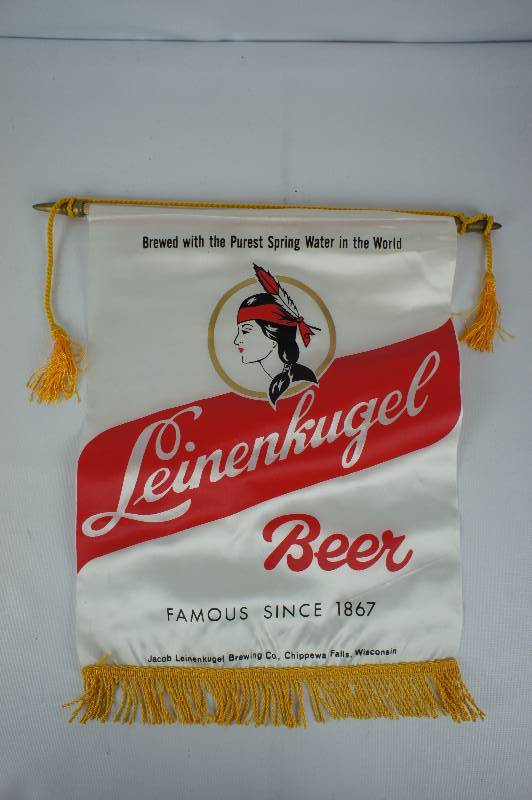 Brewed with the Purest Spring Water in the World
Leinenkugel
Beer
FAMOUS SINCE 1867
Jacob Leinenkugel Brewing Co., Chippewa Falls, Wisconsin